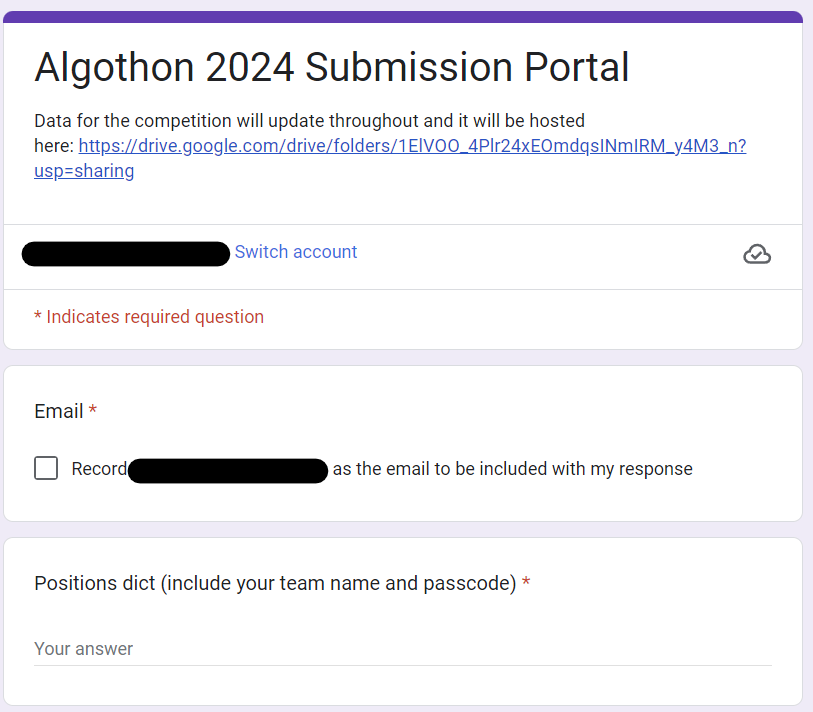 Algothon 2024 Submission Portal
Data for the competition will update throughout and it will be hosted
here: https://drive.google.com/drive/folders/1ElVOO_4Plr24xEOmdqsINmIRM_y4M3_n?
usp=sharing
Switch account
* Indicates required question
Email *
Record as the email to be included with my response
Positions dict (include your team name and passcode) *
Your answer